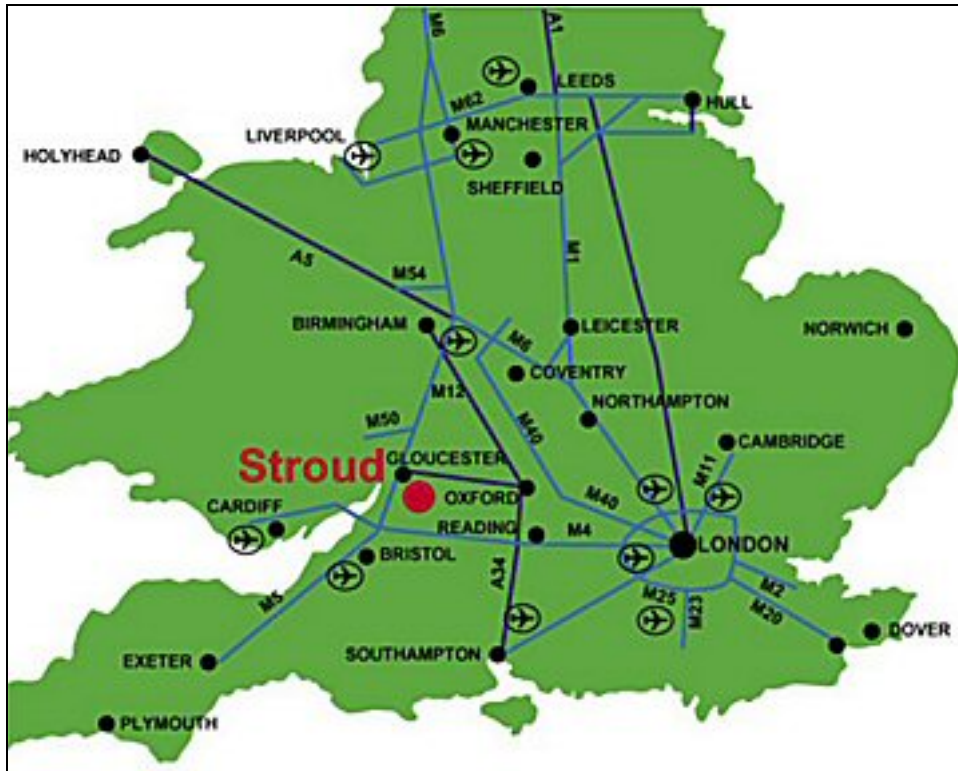 M6
A1
LEEDS
M62
HULL
LIVERPOOL
MANCHESTER
HOLYHEAD
SHEFFIELD
A5
M54
M1
BIRMINGHAM
LEICESTER
NORWICH
M6
COVENTRY
M12
NORTHAMPTON
M50
M40
CAMBRIDGE
Stroud
GLOUCESTER
M11
OXFORD
M40
CARDIFF
READING
M4
LONDON
BRISTOL
A34
M2
M5
M25
M23
M20
DOVER
EXETER
SOUTHAMPTON
PLYMOUTH